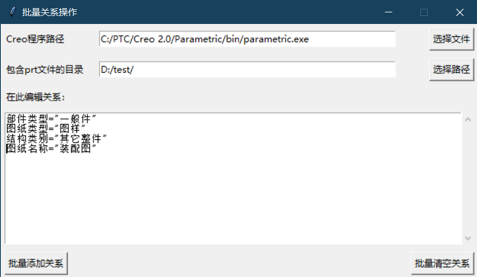 批量关系操作
Creo程序路径 C:/PTC/Creo 2.0/Parametric/bin/parametric.exe 选择文件
包含prt文件的目录 D:/test/ 选择路径
在此编辑关系:
部件类型="一般件"
图纸类型="图样"
结构类别="其它整件"
图纸名称="装配图"
批量添加关系 批量清空关系